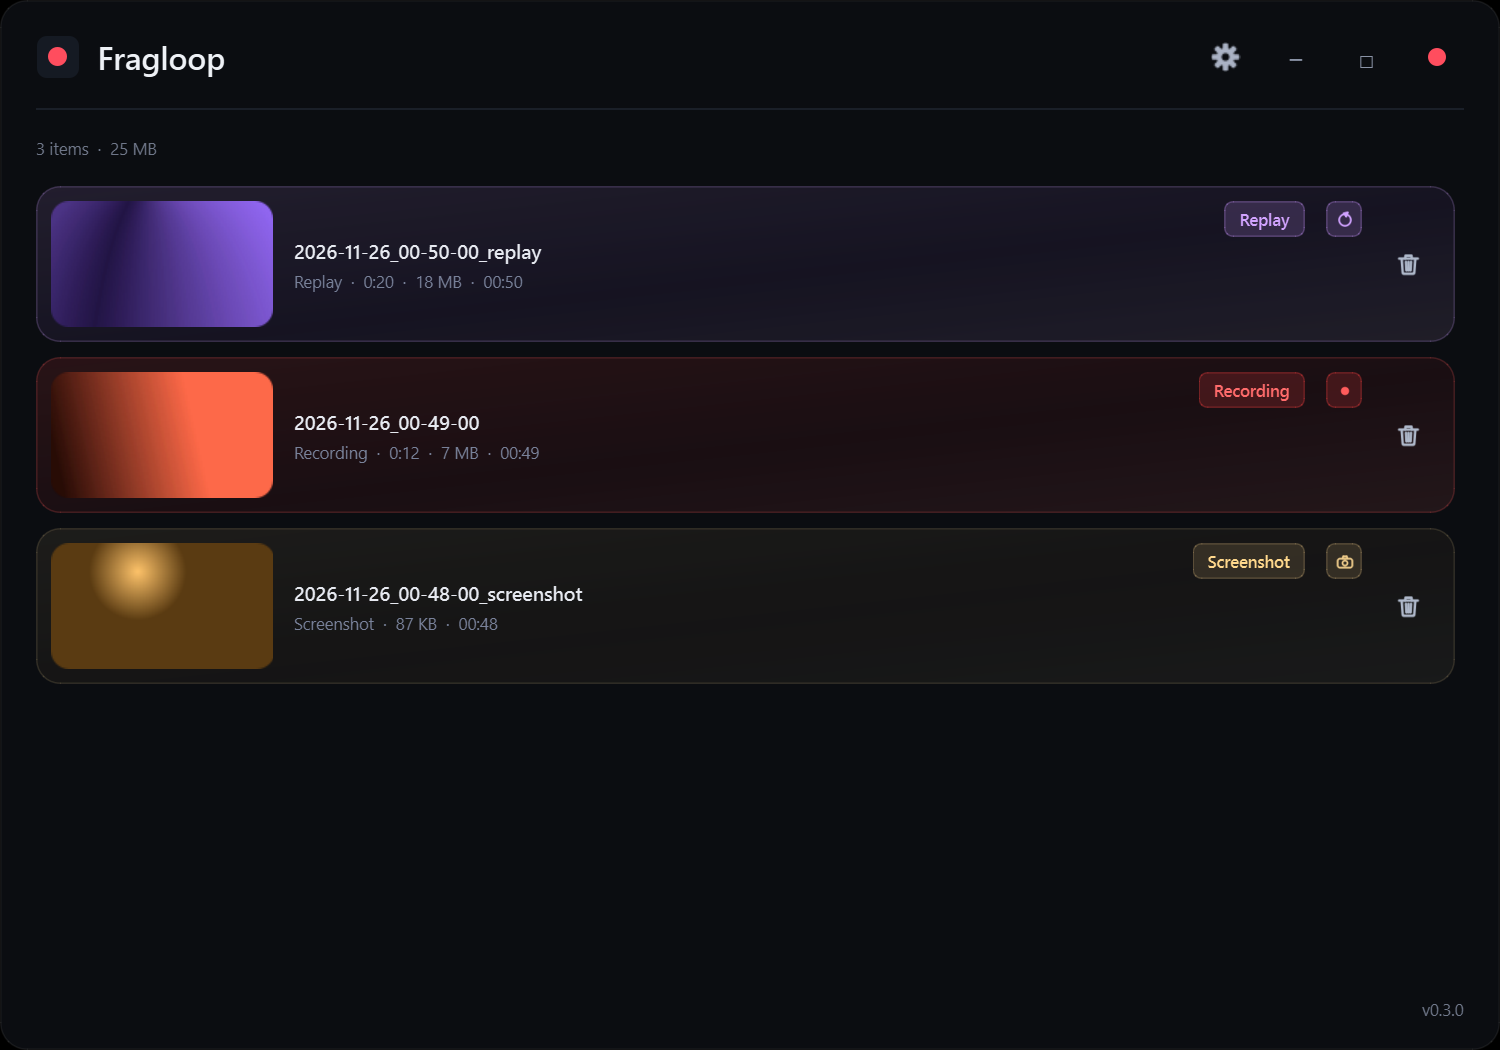 Fragloop
3 items · 25 MB
Replay
2026-11-26_00-50-00_replay
Replay · 0:20 · 18 MB · 00:50
Recording
2026-11-26_00-49-00
Recording · 0:12 · 7 MB · 00:49
Screenshot
2026-11-26_00-48-00_screenshot
Screenshot · 87 KB · 00:48
v0.3.0